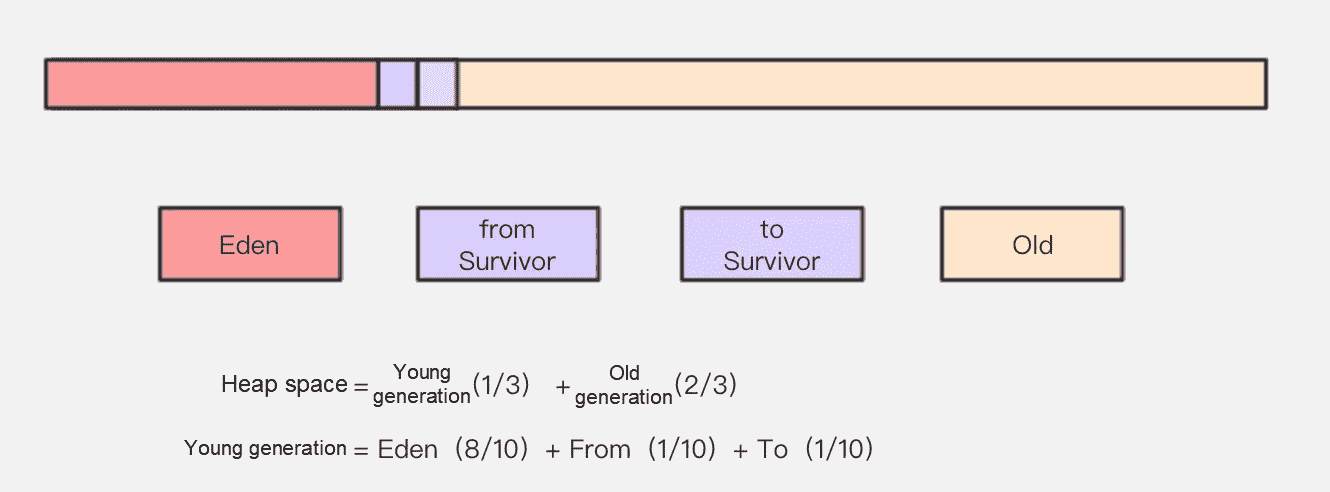 Eden
from
Survivor
to
Survivor
Old
Heap space = Young generation (1/3) + Old generation (2/3)
Young generation = Eden (8/10) + From (1/10) + To (1/10)